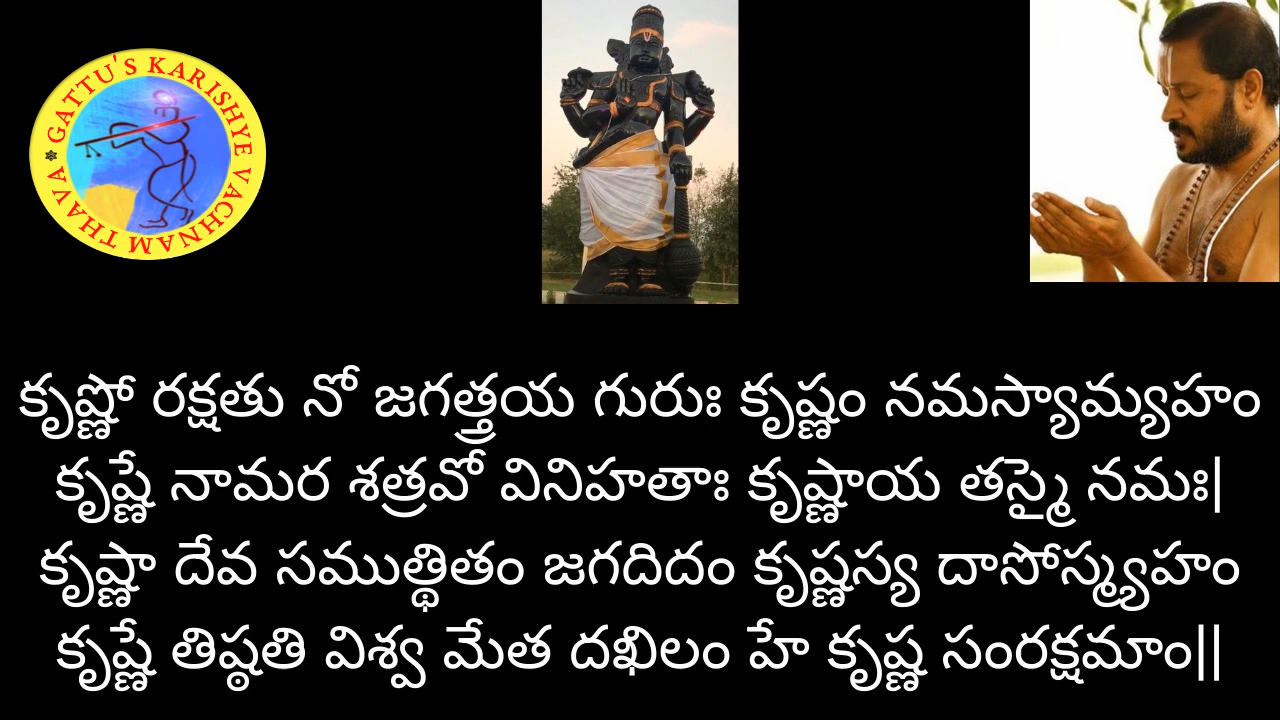 GATTU'S KARISHYE VACHNAM THAVA
కృష్ణో రక్షతు నో జగత్త్రయ గురుః కృష్ణం నమస్యామ్యహం
కృష్ణే నామర శత్రవో వినిహతాః కృష్ణాయ తస్మై నమః|
కృష్ణా దేవ సముత్థితం జగదిదం కృష్ణస్య దాసోస్మ్యహం
కృష్ణే తిష్ఠతి విశ్వ మేత దఖిలం హే కృష్ణ సంరక్షమాం||